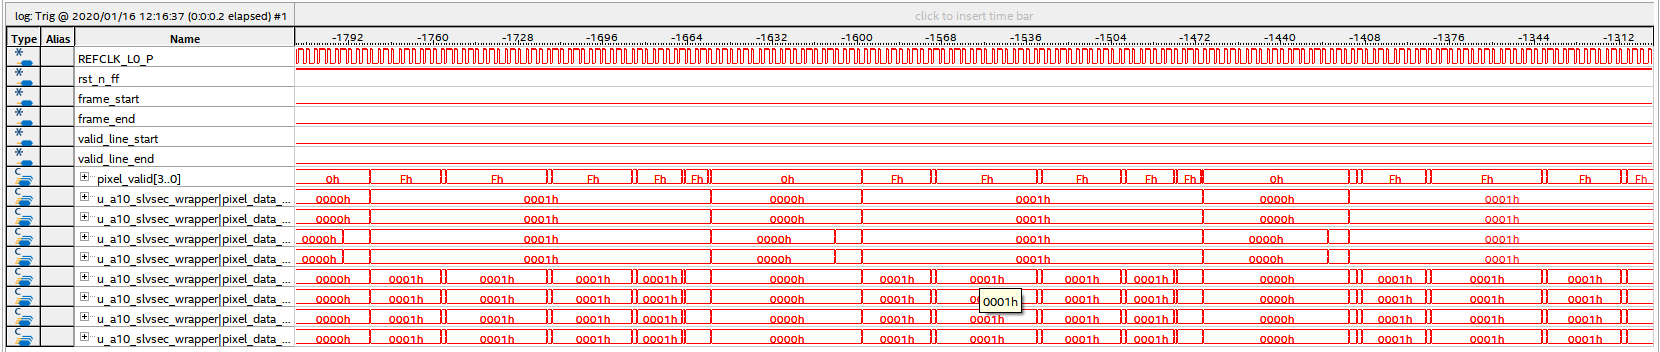 log: Trig @ 2020/01/16 12:16:37 (0:0:0.2 elapsed) #1 click to insert time bar
Type Alias Name -1792 -1760 -1728 -1696 -1664 -1632 -1600 -1568 -1536 -1504 -1472 -1440 -1408 -1376 -1344 -1312
REFCLK_L0_P
rst_n_ff
frame_start
frame_end
valid_line_start
valid_line_end
pixel_valid[3..0] 0h Fh Fh Fh Fh Fh 0h Fh Fh Fh Fh Fh 0h Fh Fh Fh Fh
u_a10_slvsec_wrapper|pixel_data_... 0000h 0001h 0000h 0001h 0000h 0001h
u_a10_slvsec_wrapper|pixel_data_... 0000h 0001h 0000h 0001h 0000h 0001h
u_a10_slvsec_wrapper|pixel_data_... 0000h 0001h 0000h 0001h 0000h 0001h
u_a10_slvsec_wrapper|pixel_data_... 0000h 0001h 0000h 0001h 0000h 0001h
u_a10_slvsec_wrapper|pixel_data_... 0000h 0001h 0001h 0001h 0001h 0000h 0001h 0001h 0001h 0001h 0000h 0001h 0001h 0001h
u_a10_slvsec_wrapper|pixel_data_... 0000h 0001h 0001h 0001h 0001h 0000h 0001h 0001h 0001h 0001h 0000h 0001h 0001h 0001h
0001h
u_a10_slvsec_wrapper|pixel_data_... 0000h 0001h 0001h 0001h 0001h 0000h 0001h 0001h 0001h 0001h 0000h 0001h 0001h 0001h
u_a10_slvsec_wrapper|pixel_data_... 0000h 0001h 0001h 0001h 0001h 0000h 0001h 0001h 0001h 0001h 0000h 0001h 0001h 0001h